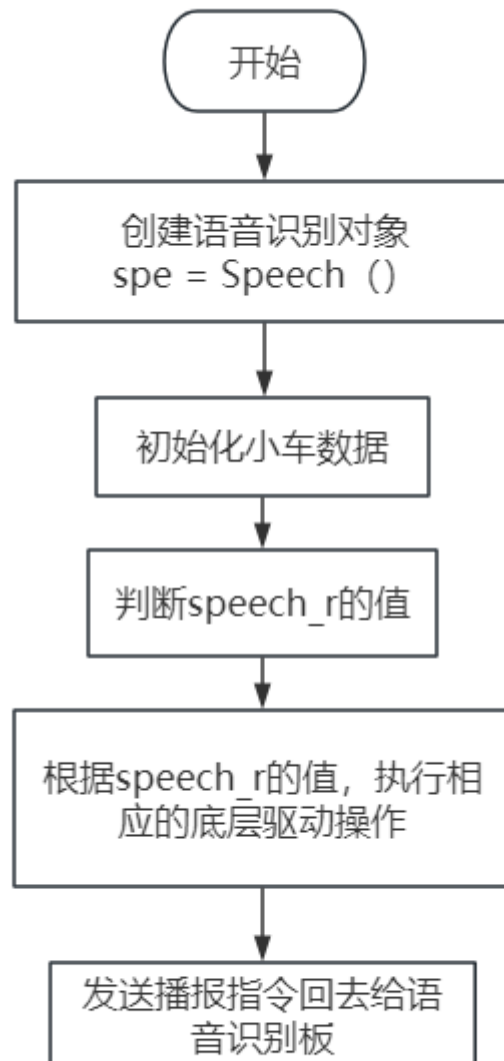 开始
创建语音识别对象
spe = Speech（）
初始化小车数据
判断speech_r的值
根据speech_r的值，执行相
应的底层驱动操作
发送播报指令回去给语
音识别板